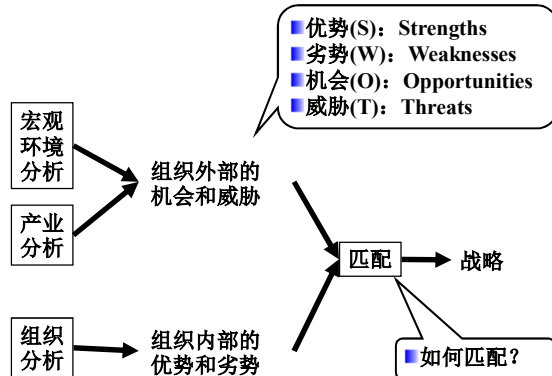 优势(S)：Strengths
劣势(W)：Weaknesses
机会(O)：Opportunities
威胁(T)：Threats
宏观
环境
分析
组织外部的
机会和威胁
产业
分析
匹配
战略
组织
分析
组织内部的
优势和劣势
如何匹配？